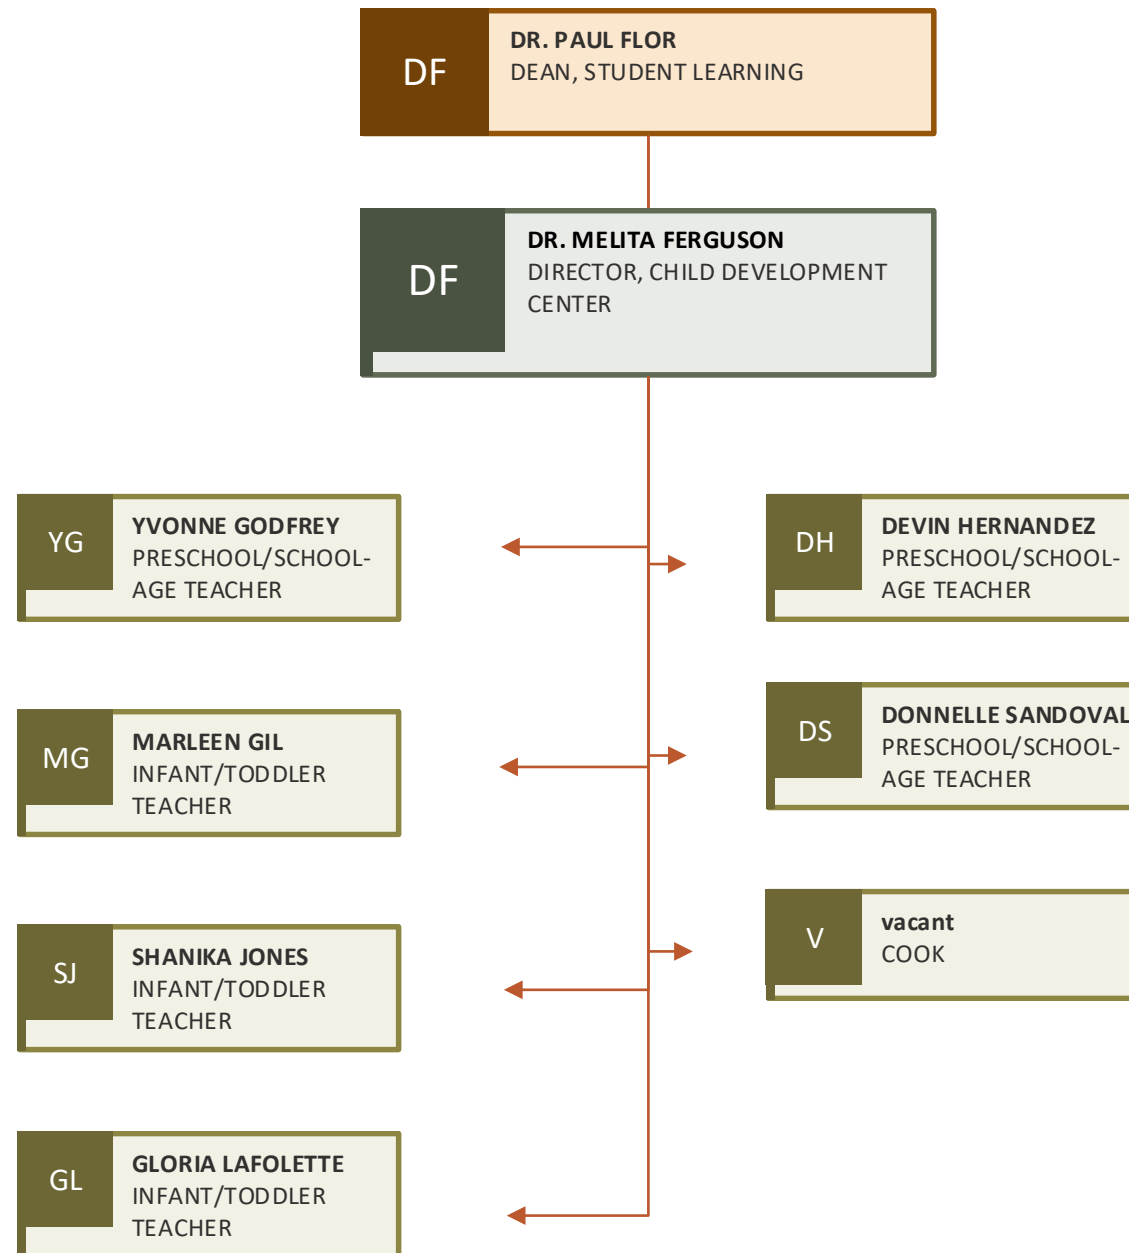 DF
DR. PAUL FLOR
DEAN, STUDENT LEARNING
DF
DR. MELITA FERGUSON
DIRECTOR, CHILD DEVELOPMENT
CENTER
YG
YVONNE GODFREY
PRESCHOOL/SCHOOL-
AGE TEACHER
DH
DEVIN HERNANDEZ
PRESCHOOL/SCHOOL-
AGE TEACHER
MG
MARLEEN GIL
INFANT/TODDLER
TEACHER
DS
DONNELLE SANDOVAL
PRESCHOOL/SCHOOL-
AGE TEACHER
SJ
SHANIKA JONES
INFANT/TODDLER
TEACHER
V
vacant
COOK
GL
GLORIA LAFOLETTE
INFANT/TODDLER
TEACHER